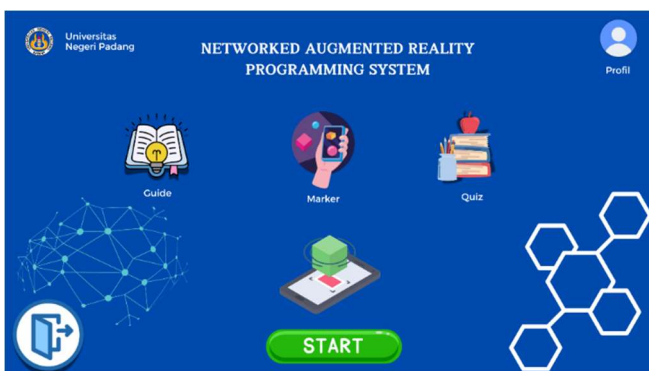 Universitas
Negeri Padang
NETWORKED AUGMENTED REALITY
PROGRAMMING SYSTEM
Profil
Guide
Marker
Quiz
START